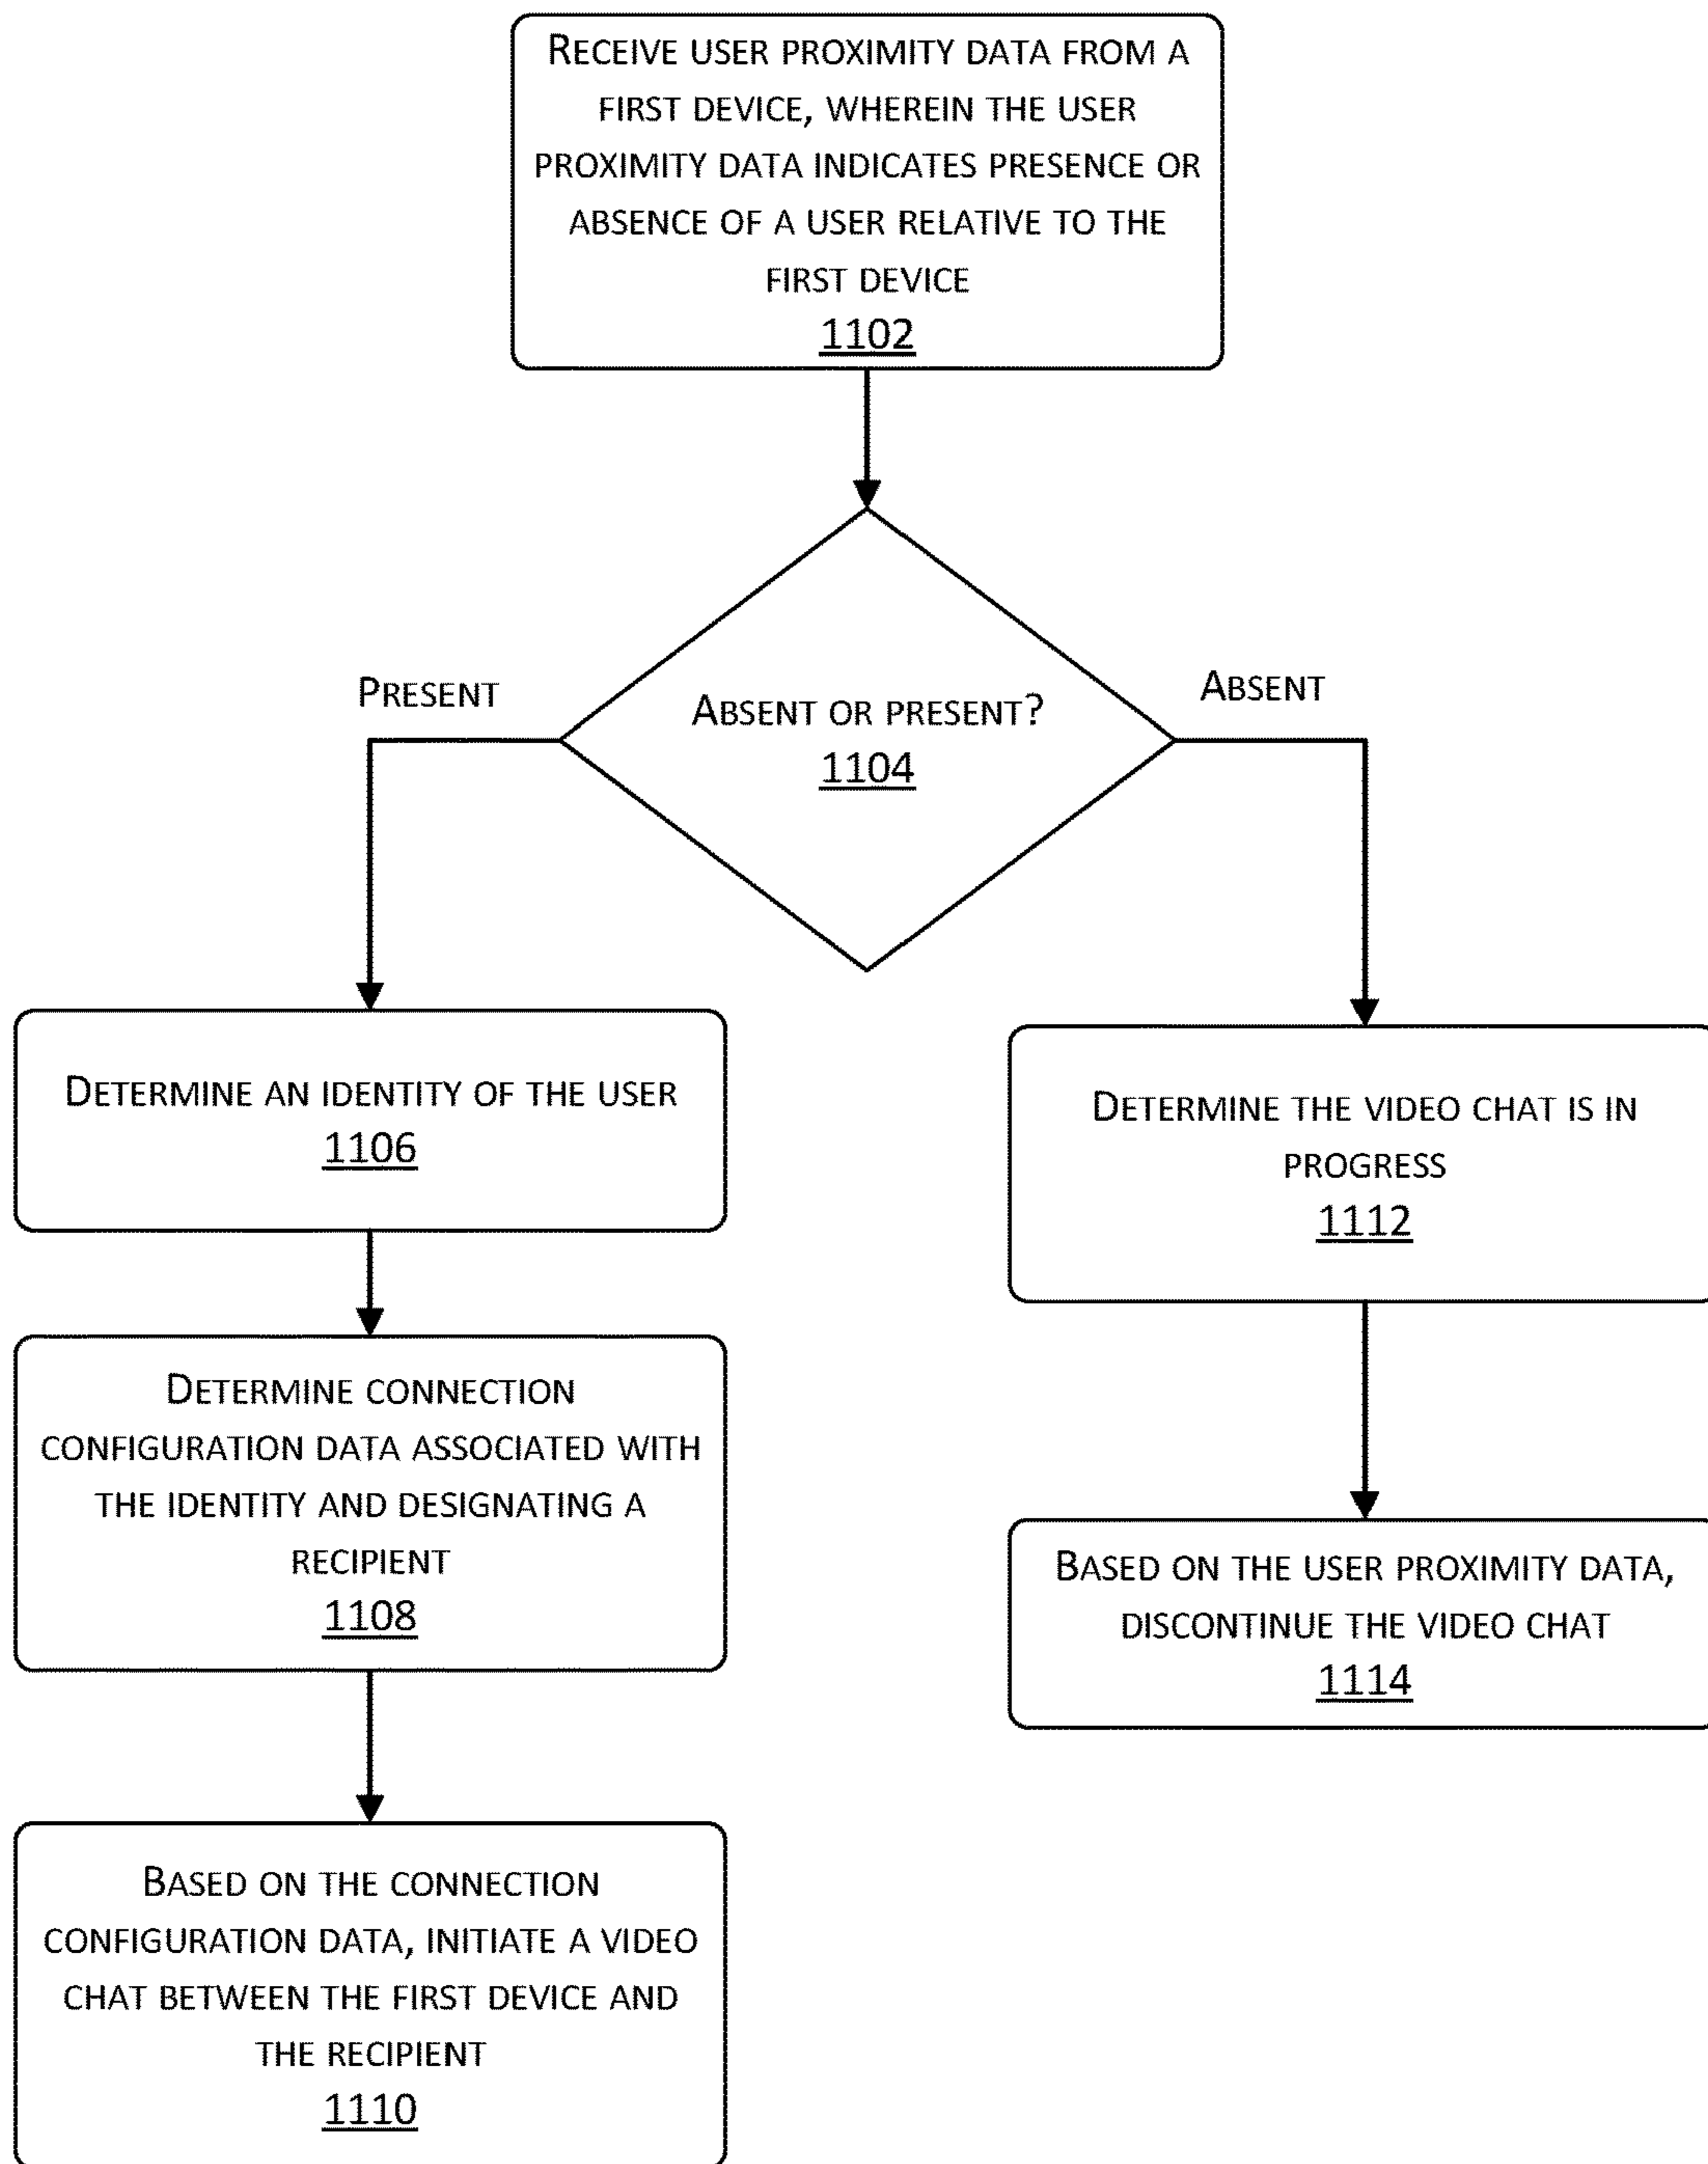 RECEIVE USER PROXIMITY DATA FROM A
FIRST DEVICE, WHEREIN THE USER
PROXIMITY DATA INDICATES PRESENCE OR
ABSENCE OF A USER RELATIVE TO THE
FIRST DEVICE
1102
ABSENT OR PRESENT?
1104
PRESENT
ABSENT
DETERMINE AN IDENTITY OF THE USER
1106
DETERMINE CONNECTION
CONFIGURATION DATA ASSOCIATED WITH
THE IDENTITY AND DESIGNATING A
RECIPIENT
1108
BASED ON THE CONNECTION
CONFIGURATION DATA, INITIATE A VIDEO
CHAT BETWEEN THE FIRST DEVICE AND
THE RECIPIENT
1110
DETERMINE THE VIDEO CHAT IS IN
PROGRESS
1112
BASED ON THE USER PROXIMITY DATA,
DISCONTINUE THE VIDEO CHAT
1114